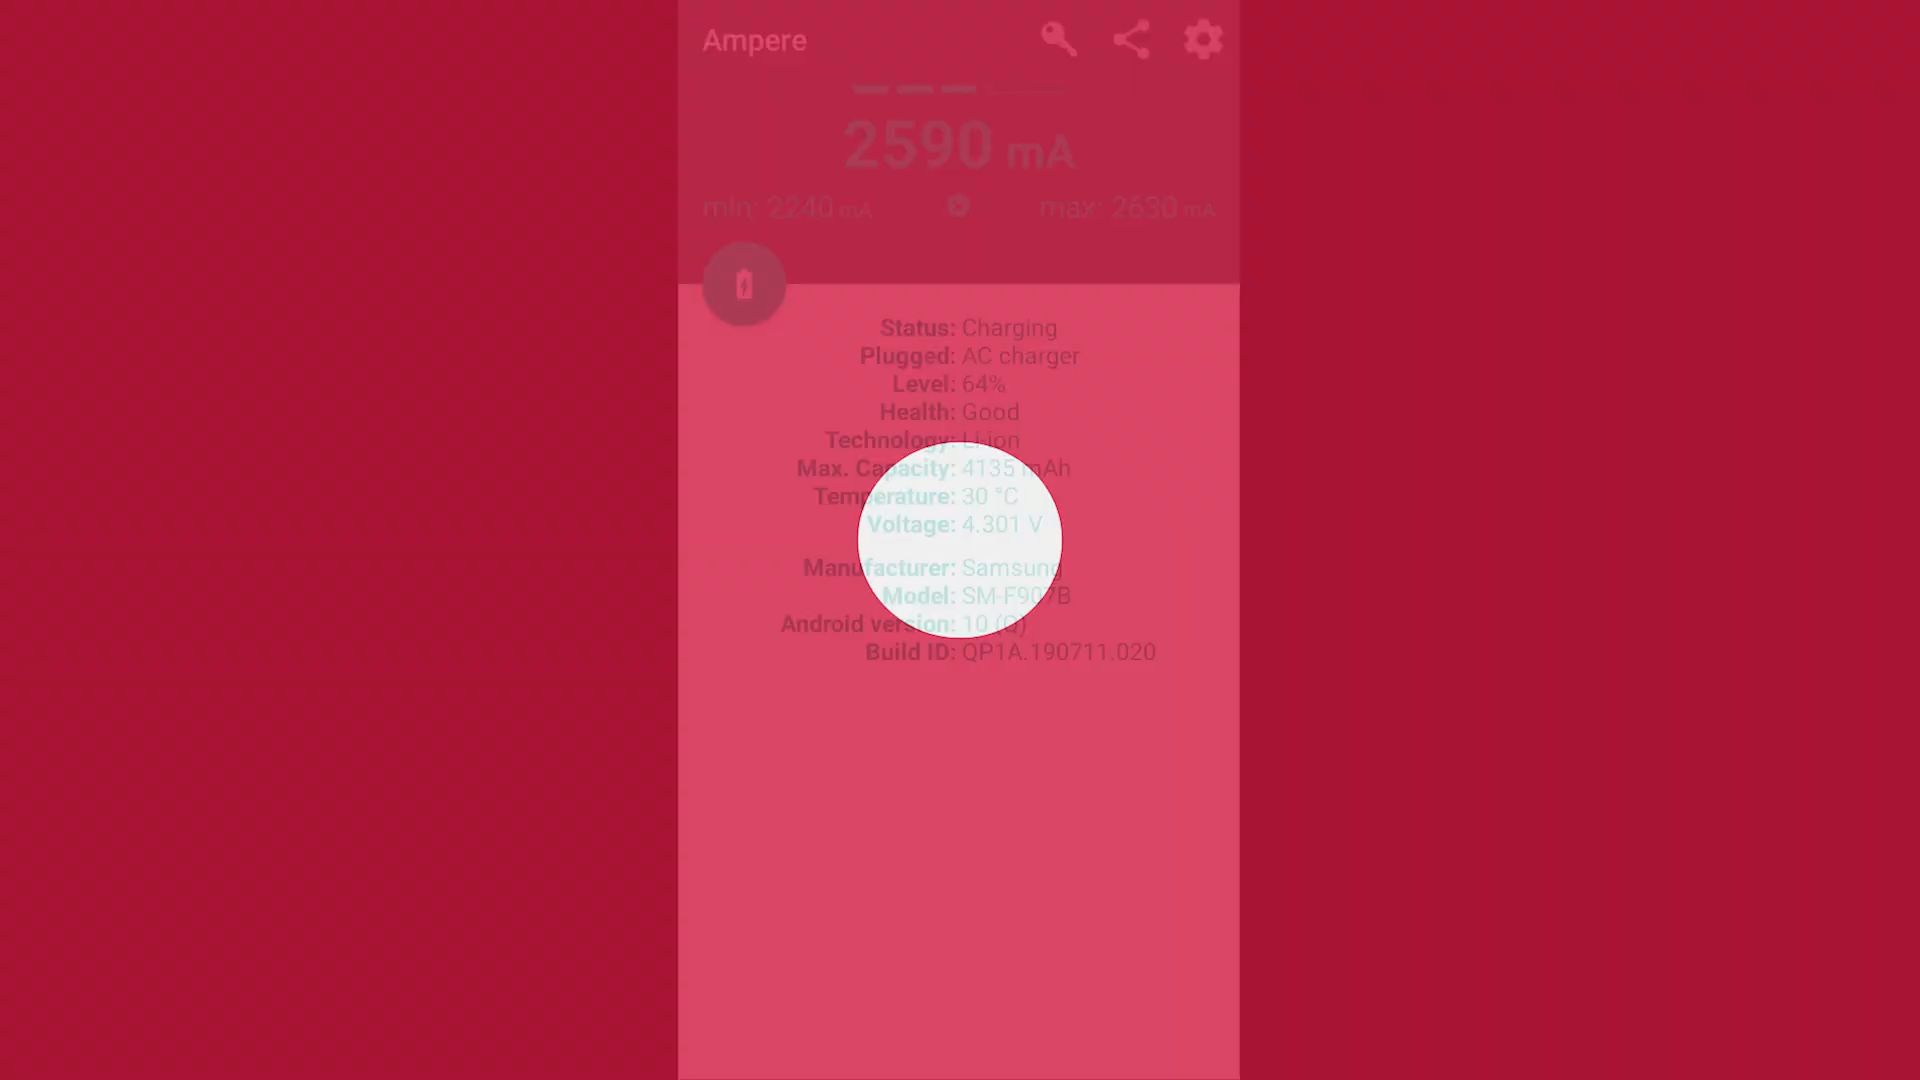 Ampere
2590 mA
min: 2240 mA max: 2630 mA
Status: Charging
Plugged: AC charger
Level: 64%
Health: Good
Technology: Li-ion
Max. Capacity: 4135 mAh
Temperature: 30 °C
Voltage: 4.301 V
Manufacturer: Samsung
Model: SM-F907B
Android version: 10 (Q)
Build ID: QP1A.190711.020